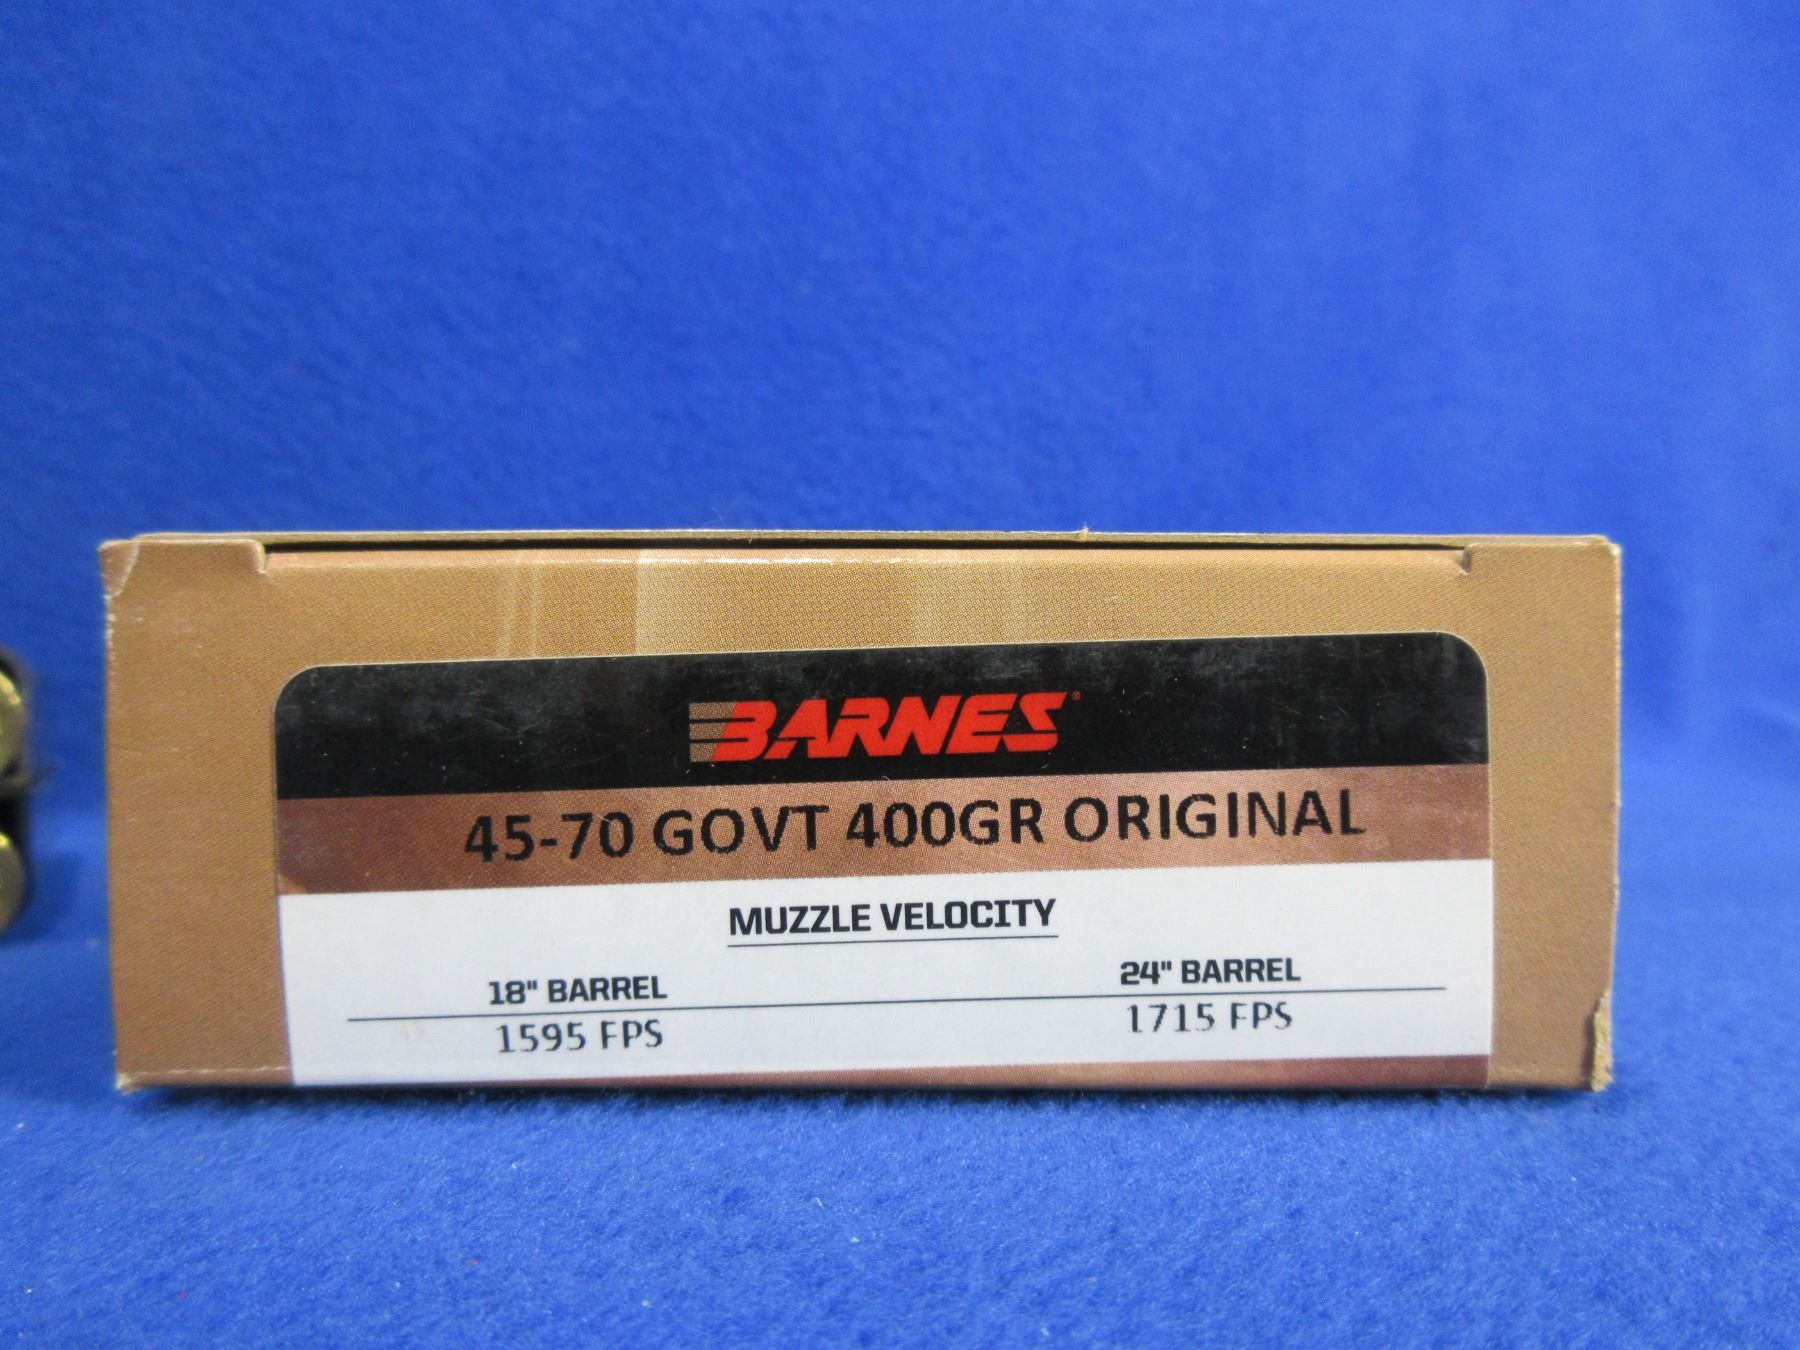 BARNES®
45-70 GOVT 400GR ORIGINAL
MUZZLE VELOCITY
18" BARREL 24" BARREL
1595 FPS 1715 FPS